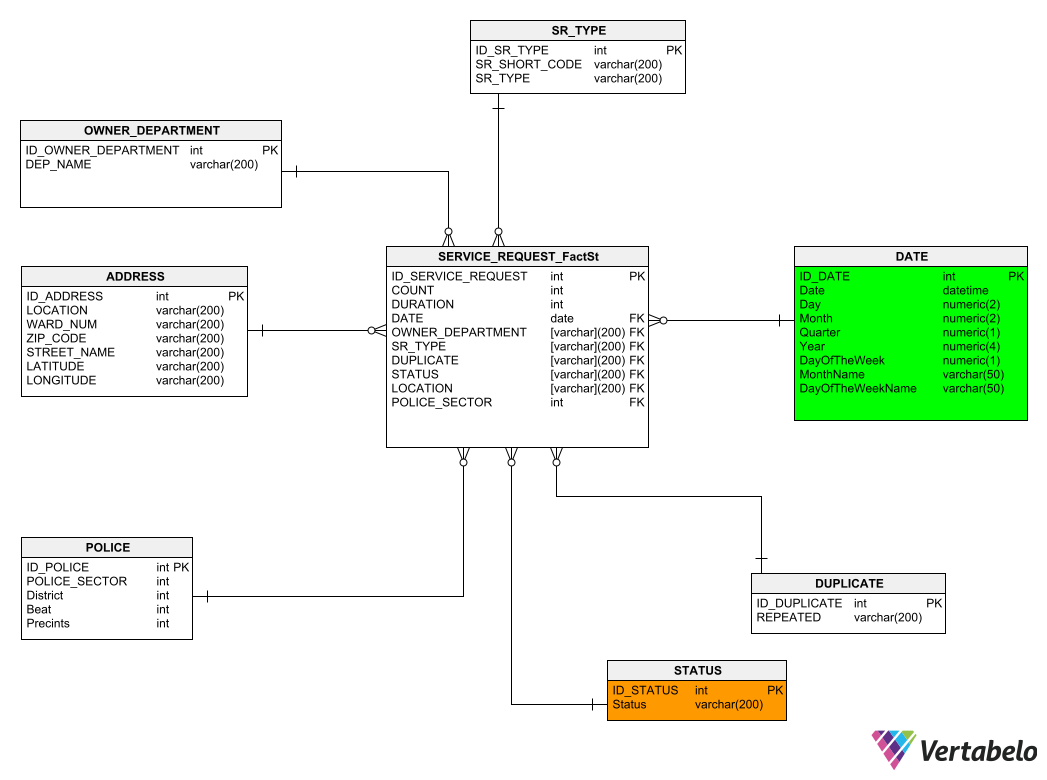 SR_TYPE
ID_SR_TYPE int PK
SR_SHORT_CODE varchar(200)
SR_TYPE varchar(200)
OWNER_DEPARTMENT
ID_OWNER_DEPARTMENT int PK
DEP_NAME varchar(200)
ADDRESS
ID_ADDRESS int PK
LOCATION varchar(200)
WARD_NUM varchar(200)
ZIP_CODE varchar(200)
STREET_NAME varchar(200)
LATITUDE varchar(200)
LONGITUDE varchar(200)
SERVICE_REQUEST_FactSt
ID_SERVICE_REQUEST int PK
COUNT int
DURATION int
DATE date FK
OWNER_DEPARTMENT [varchar](200) FK
SR_TYPE [varchar](200) FK
DUPLICATE [varchar](200) FK
STATUS [varchar](200) FK
LOCATION [varchar](200) FK
POLICE_SECTOR int FK
DATE
ID_DATE int PK
Date datetime
Day numeric(2)
Month numeric(2)
Quarter numeric(1)
Year numeric(4)
DayOfTheWeek numeric(1)
MonthName varchar(50)
DayOfTheWeekName varchar(50)
POLICE
ID_POLICE int PK
POLICE_SECTOR int
District int
Beat int
Precints int
DUPLICATE
ID_DUPLICATE int PK
REPEATED varchar(200)
STATUS
ID_STATUS int PK
Status varchar(200)
Vertabelo